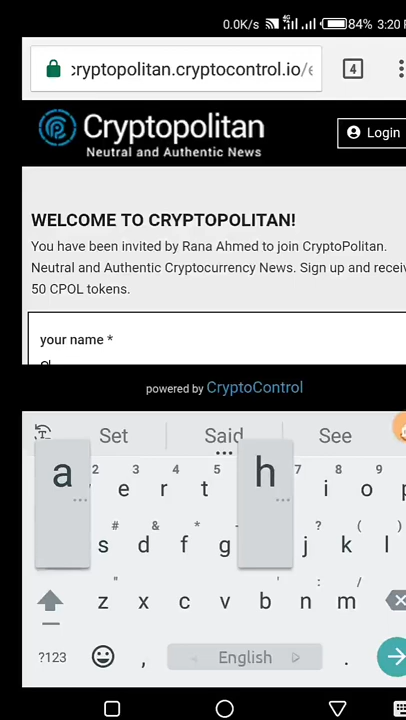 0.0K/s 4G 84% 3:20 P
cryptopolitan.cryptocontrol.io/e
4
Cryptopolitan
Neutral and Authentic News
Login
WELCOME TO CRYPTOPOLITAN!
You have been invited by Rana Ahmed to join CryptoPolitan.
Neutral and Authentic Cryptocurrency News. Sign up and receiv
50 CPOL tokens.
your name *
powered by CryptoControl
Set Said See
a h
2 3 4 5 7 8 9
e r t i o p
# & * ? ( )
s d f g j k l
" ' : /
z x c v b n m
?123 , English .